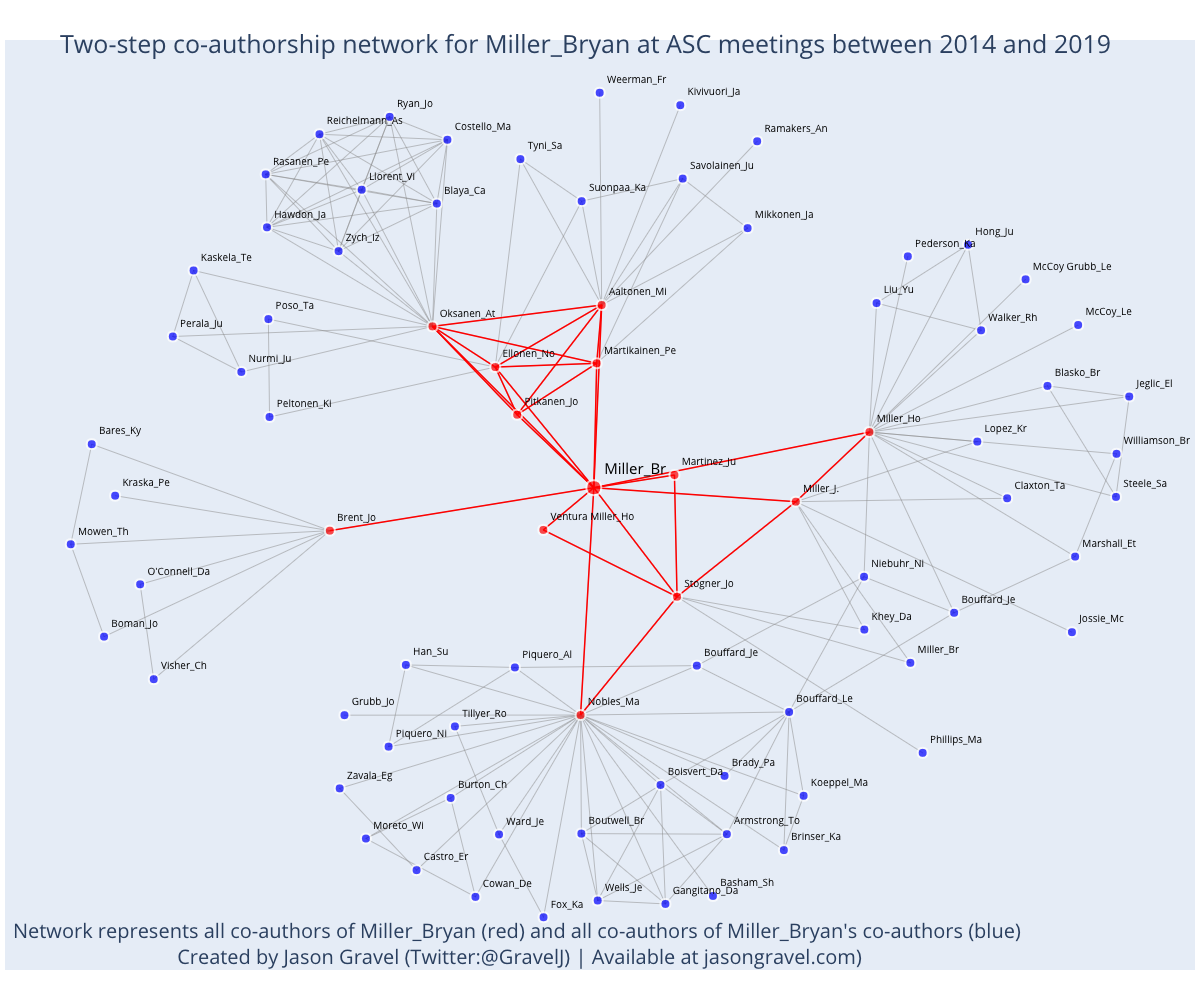 Two-step co-authorship network for Miller_Bryan at ASC meetings between 2014 and 2019
Weerman_Fr
Kivivuori_Ja
Ryan_Jo
Reichelmann_As
Costello_Ma
Ramakers_An
Tyni_Sa
Rasanen_Pe
Savolainen_Ju
Llorent_Vi
Suonpaa_Ka
Blaya_Ca
Hawdon_Ja
Mikkonen_Ja
Zych_Iz
Hong_Ju
Pederson_Ka
Kaskela_Te
McCoy Grubb_Le
Aaltonen_Mi
Liu_Yu
Poso_Ta
Oksanen_At
Walker_Rh
McCoy_Le
Perala_Ju
Ellonen_No
Martikainen_Pe
Nurmi_Ju
Blasko_Br
Jeglic_El
Peltonen_Ki
Pitkanen_Jo
Miller_Ho
Lopez_Kr
Bares_Ky
Williamson_Br
Miller_Br
Martinez_Ju
Kraska_Pe
Miller_J.
Claxton_Ta
Steele_Sa
Brent_Jo
Ventura Miller_Ho
Mowen_Th
Marshall_Et
O'Connell_Da
Niebuhr_Ni
Stogner_Jo
Bouffard_Je
Boman_Jo
Khey_Da
Jossie_Mc
Han_Su
Piquero_Al
Bouffard_Je
Miller_Br
Visher_Ch
Grubb_Jo
Nobles_Ma
Bouffard_Le
Tillyer_Ro
Piquero_Ni
Phillips_Ma
Zavala_Eg
Burton_Ch
Boisvert_Da
Brady_Pa
Koeppel_Ma
Moreto_Wi
Ward_Je
Boutwell_Br
Armstrong_To
Brinser_Ka
Castro_Er
Cowan_De
Wells_Je
Gangitano_Da
Basham_Sh
Fox_Ka
Network represents all co-authors of Miller_Bryan (red) and all co-authors of Miller_Bryan's co-authors (blue)
Created by Jason Gravel (Twitter:@GravelJ) | Available at jasongravel.com)